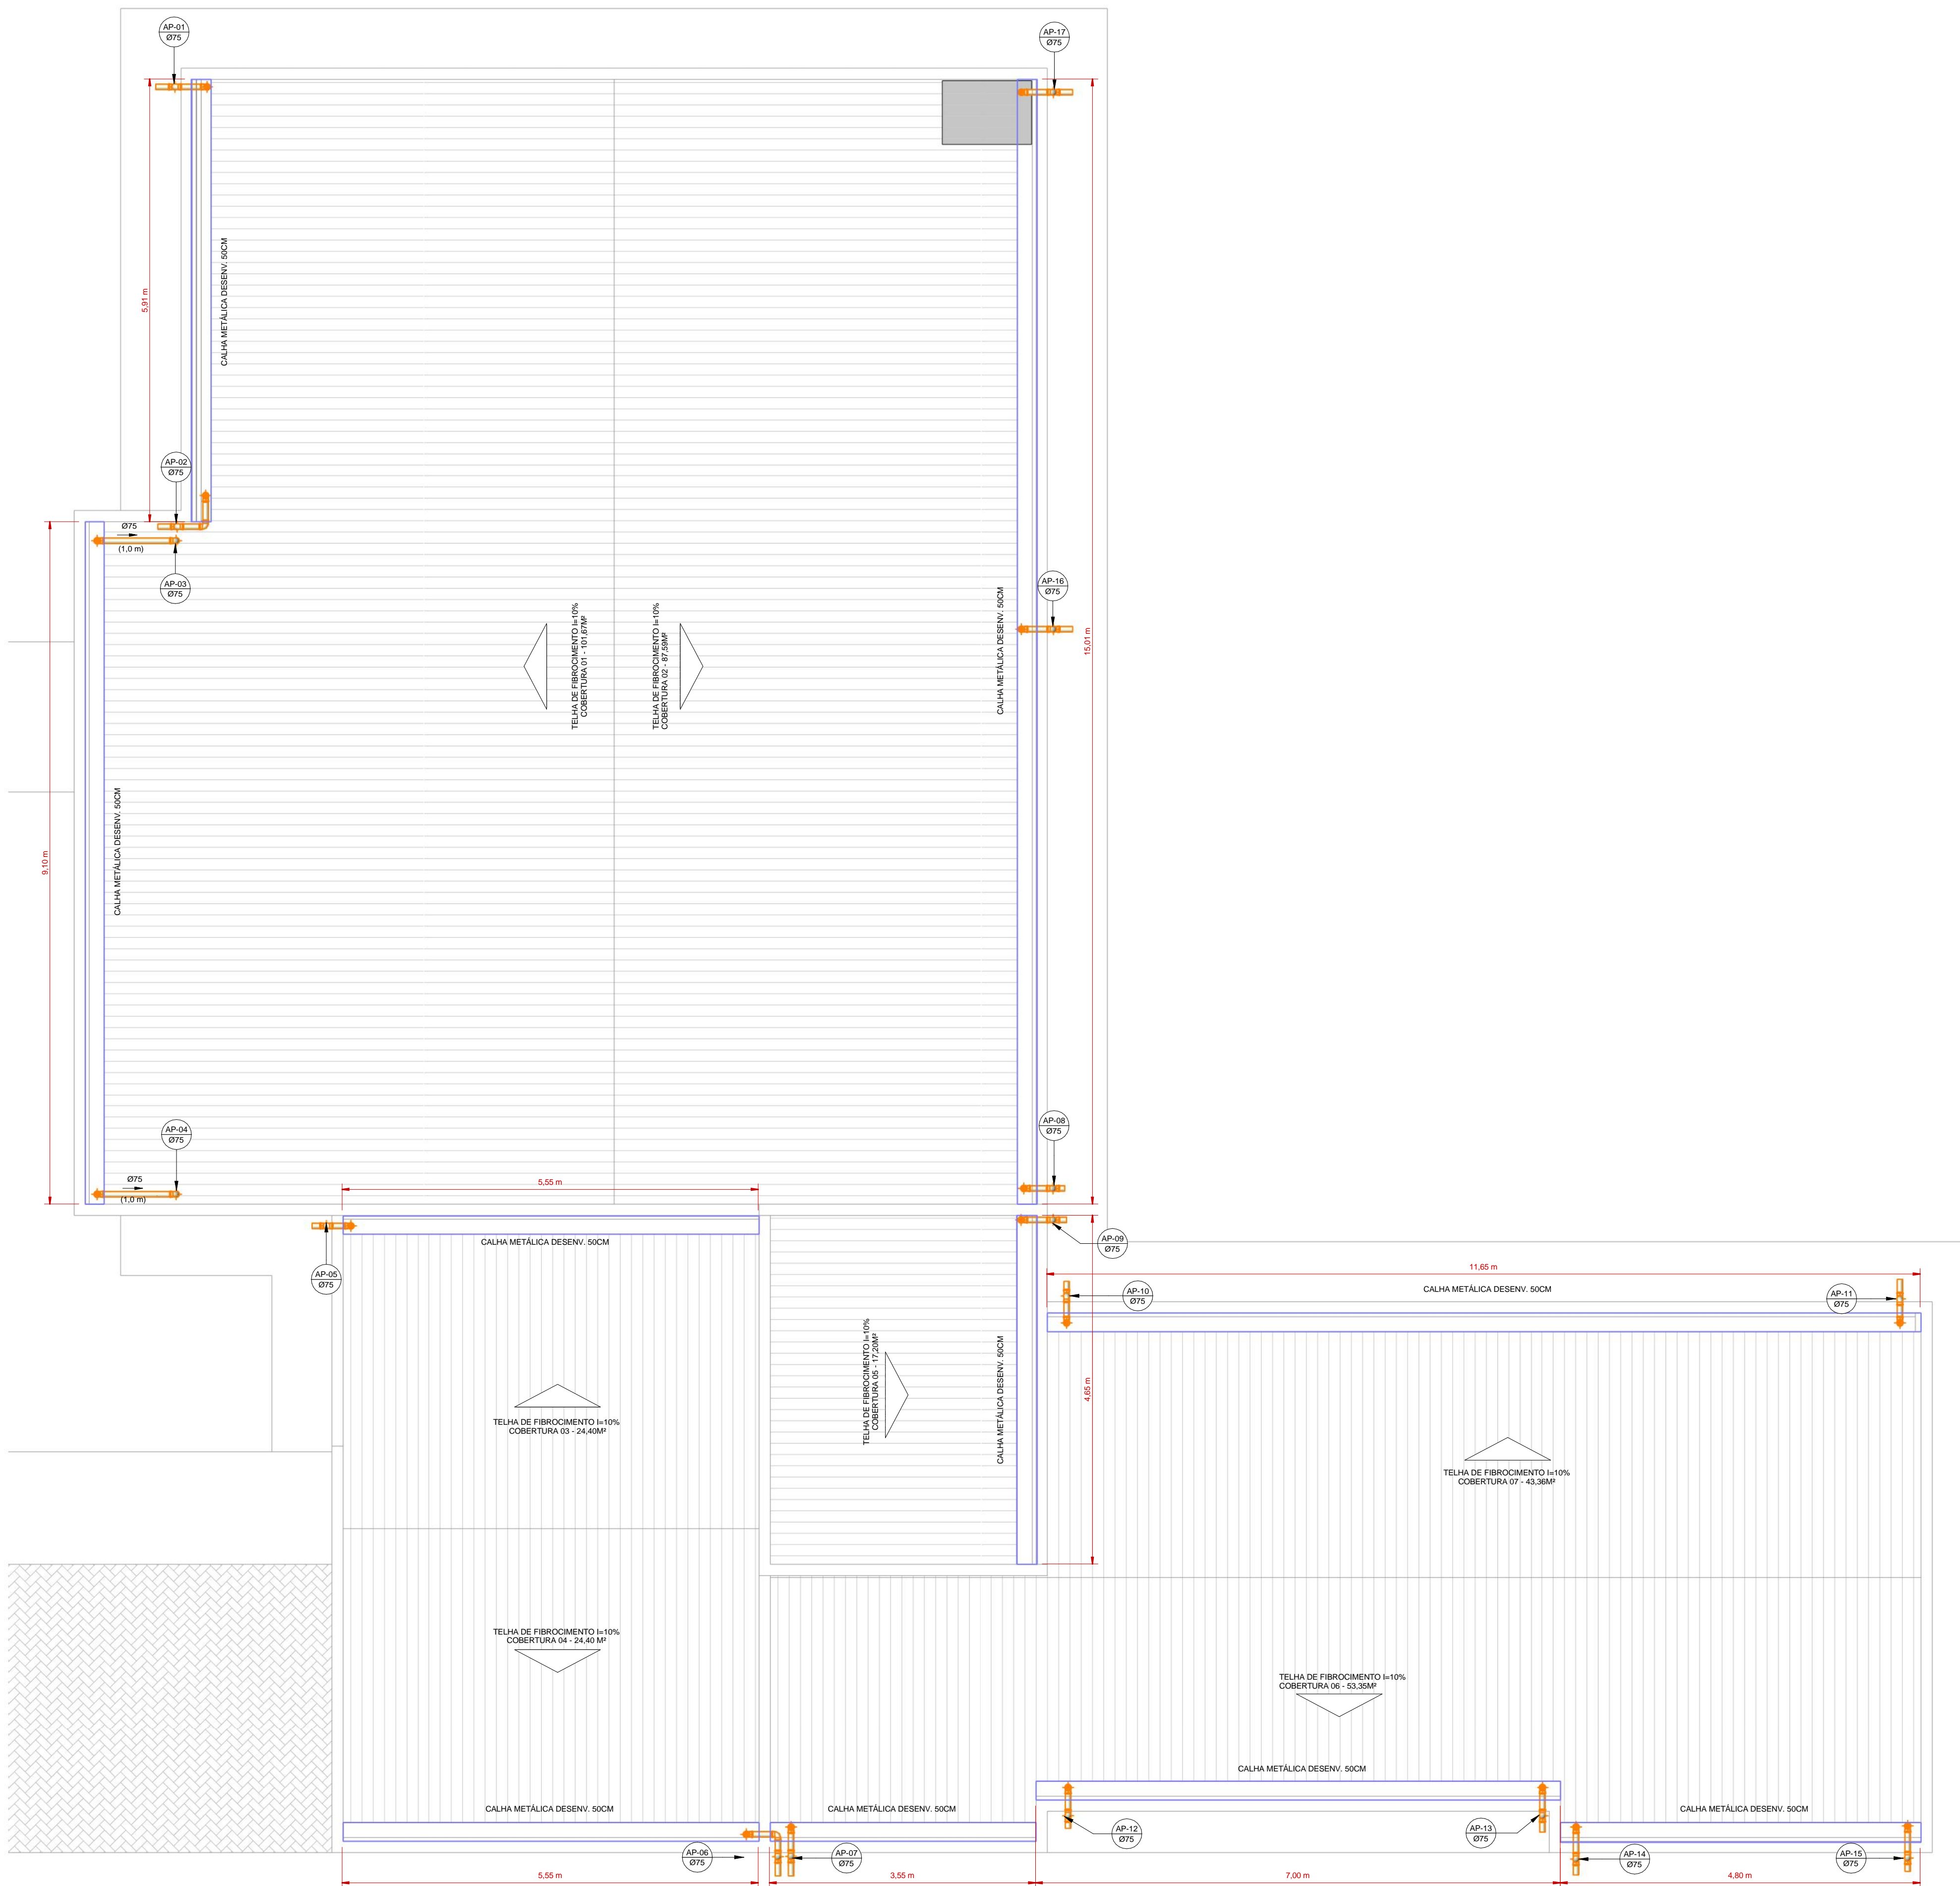 AP-01
Ø75
AP-17
Ø75
5,91 m
CALHA METÁLICA DESENV. 50CM
AP-02
Ø75
Ø75
(1,0 m)
AP-03
Ø75
AP-16
Ø75
CALHA METÁLICA DESENV. 50CM
15,01 m
TELHA DE FIBROCIMENTO I=10%
COBERTURA 01 - 101,67M²
TELHA DE FIBROCIMENTO I=10%
COBERTURA 02 - 87,59M²
9,10 m
CALHA METÁLICA DESENV. 50CM
AP-04
Ø75
Ø75
(1,0 m)
AP-08
Ø75
5,55 m
CALHA METÁLICA DESENV. 50CM
AP-05
Ø75
AP-09
Ø75
11,65 m
CALHA METÁLICA DESENV. 50CM
AP-10
Ø75
AP-11
Ø75
TELHA DE FIBROCIMENTO I=10%
COBERTURA 05 - 17,20M²
CALHA METÁLICA DESENV. 50CM
4,65 m
TELHA DE FIBROCIMENTO I=10%
COBERTURA 03 - 24,40M²
TELHA DE FIBROCIMENTO I=10%
COBERTURA 07 - 43,36M²
TELHA DE FIBROCIMENTO I=10%
COBERTURA 04 - 24,40 M²
TELHA DE FIBROCIMENTO I=10%
COBERTURA 06 - 53,35M²
CALHA METÁLICA DESENV. 50CM
CALHA METÁLICA DESENV. 50CM
CALHA METÁLICA DESENV. 50CM
CALHA METÁLICA DESENV. 50CM
AP-06
Ø75
AP-07
Ø75
AP-12
Ø75
AP-13
Ø75
AP-14
Ø75
AP-15
Ø75
5,55 m
3,55 m
7,00 m
4,80 m